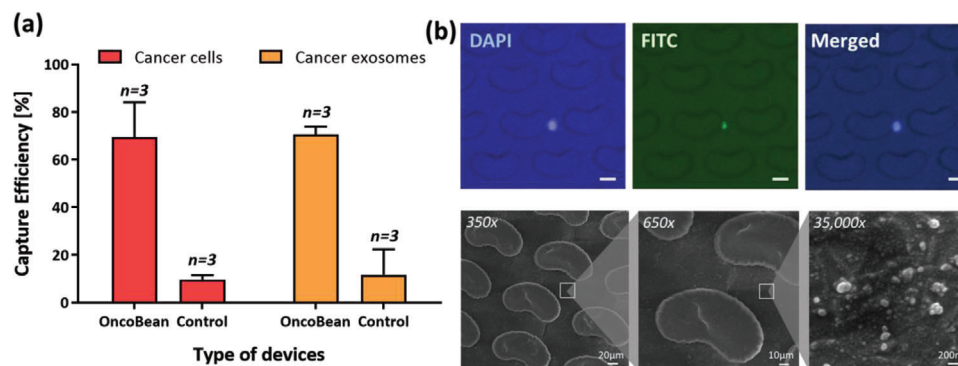 (a)
Cancer cells
Cancer exosomes
Capture Efficiency [%]
100
80
60
40
20
0
n=3
n=3
n=3
n=3
OncoBean Control
OncoBean Control
Type of devices
(b)
DAPI
FITC
Merged
350x
650x
35,000x
20μm
10μm
200n